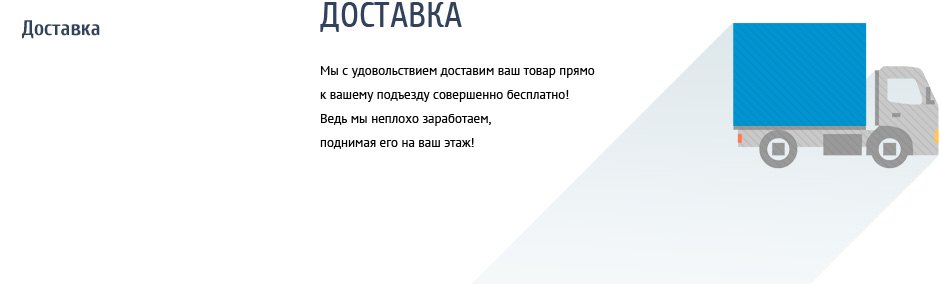 Доставка
ДОСТАВКА
Мы с удовольствием доставим ваш товар прямо
к вашему подъезду совершенно бесплатно!
Ведь мы неплохо заработаем,
поднимая его на ваш этаж!